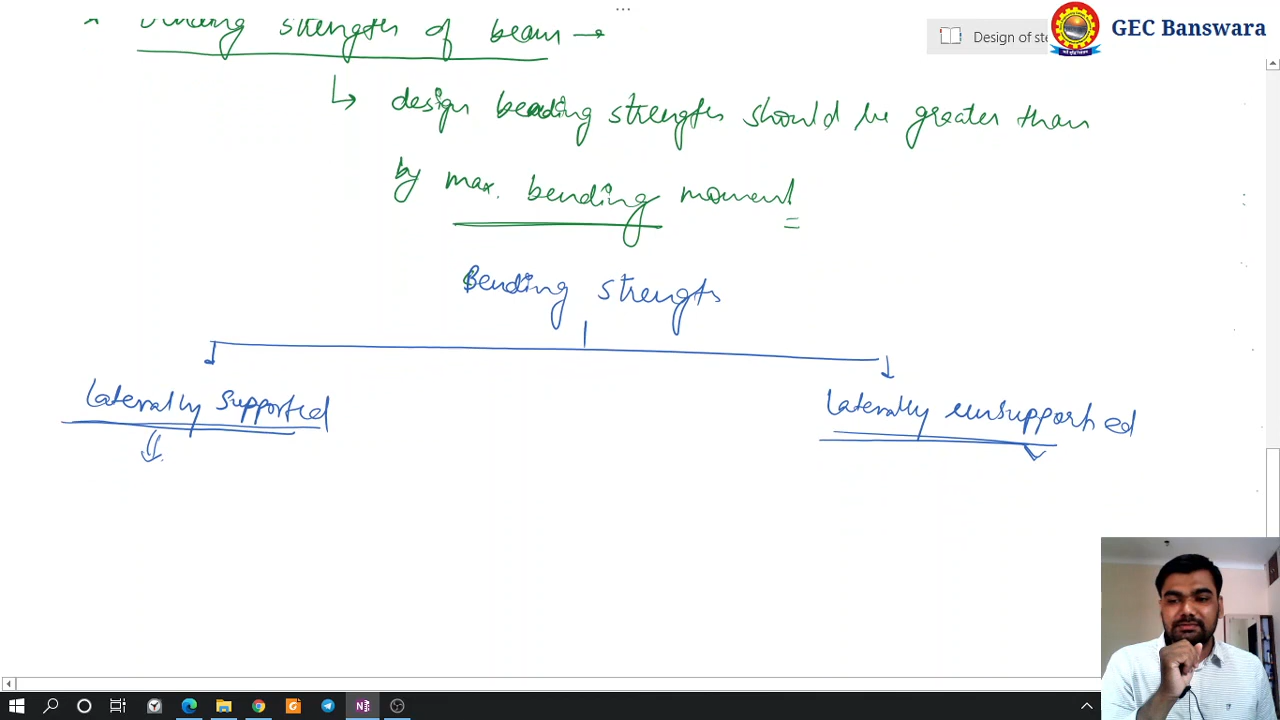 bending strength of beam →
Design of ste
GEC Banswara
↳ design bending strength should be greater than
by max. bending moment
Bending strength
laterally supported
laterally unsupported